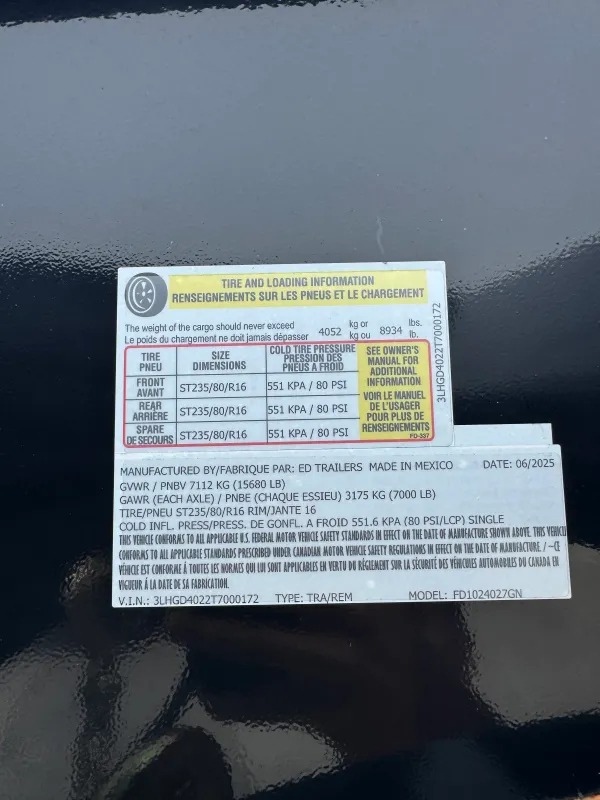 TIRE AND LOADING INFORMATION
RENSEIGNEMENTS SUR LES PNEUS ET LE CHARGEMENT
The weight of the cargo should never exceed 4052 kg or 8934 lbs.
Le poids du chargement ne doit jamais dépasser kg ou lb.
TIRE PNEU SIZE DIMENSIONS COLD TIRE PRESSURE PRESSION DES PNEUS A FROID
FRONT AVANT ST235/80/R16 551 KPA / 80 PSI
REAR ARRIÈRE ST235/80/R16 551 KPA / 80 PSI
SPARE DE SECOURS ST235/80/R16 551 KPA / 80 PSI
SEE OWNER'S
MANUAL FOR
ADDITIONAL
INFORMATION
VOIR LE MANUEL
DE L'USAGER
POUR PLUS DE
RENSEIGNEMENTS
FD-337
3LHGD4022T7000172
MANUFACTURED BY/FABRIQUE PAR: ED TRAILERS MADE IN MEXICO DATE: 06/2025
GVWR / PNBV 7112 KG (15680 LB)
GAWR (EACH AXLE) / PNBE (CHAQUE ESSIEU) 3175 KG (7000 LB)
TIRE/PNEU ST235/80/R16 RIM/JANTE 16
COLD INFL. PRESS/PRESS. DE GONFL. A FROID 551.6 KPA (80 PSI/LCP) SINGLE
THIS VEHICLE CONFORMS TO ALL APPLICABLE U.S. FEDERAL MOTOR VEHICLE SAFETY STANDARDS IN EFFECT ON THE DATE OF MANUFACTURE SHOWN ABOVE. THIS VEHICLE
CONFORMS TO ALL APPLICABLE STANDARDS PRESCRIBED UNDER CANADIAN MOTOR VEHICLE SAFETY REGULATIONS IN EFFECT ON THE DATE OF MANUFACTURE. / -CE
VÉHICLE EST CONFORME À TOUTES LES NORMES QUI LUI SONT APPLICABLES EN VERTU DU RÈGLEMENT SUR LA SÉCURITÉ DES VÉHICULES AUTOMOBILES DU CANADA EN
VIGUEUR À LA DATE DE SA FABRICATION.
V.I.N.: 3LHGD4022T7000172 TYPE: TRA/REM MODEL: FD1024027GN